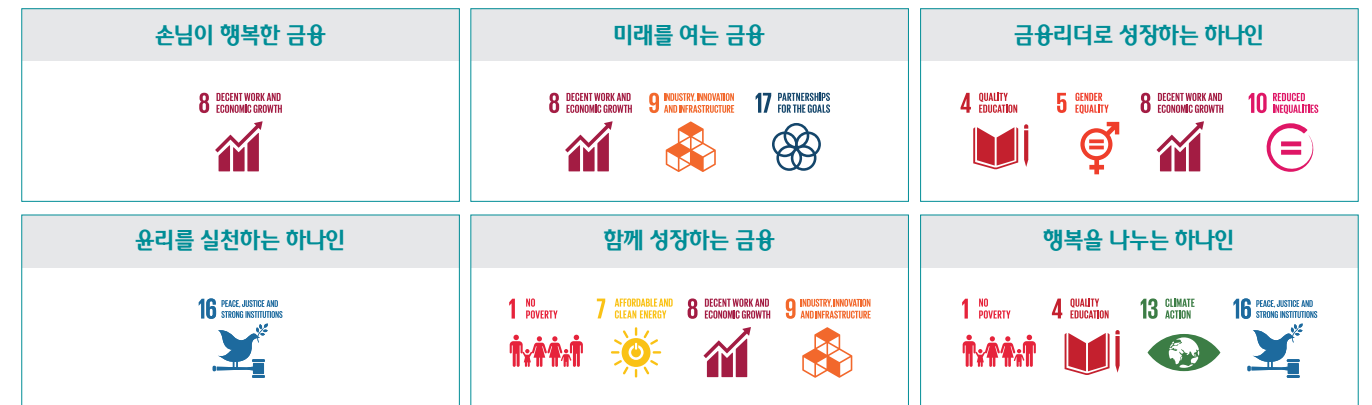 손님이 행복한 금융
8 DECENT WORK AND
ECONOMIC GROWTH
미래를 여는 금융
8 DECENT WORK AND
ECONOMIC GROWTH
9 INDUSTRY, INNOVATION
AND INFRASTRUCTURE
17 PARTNERSHIPS
FOR THE GOALS
금융리더로 성장하는 하나인
4 QUALITY
EDUCATION
5 GENDER
EQUALITY
8 DECENT WORK AND
ECONOMIC GROWTH
10 REDUCED
INEQUALITIES
윤리를 실천하는 하나인
16 PEACE, JUSTICE AND
STRONG INSTITUTIONS
함께 성장하는 금융
1 NO
POVERTY
7 AFFORDABLE AND
CLEAN ENERGY
8 DECENT WORK AND
ECONOMIC GROWTH
9 INDUSTRY, INNOVATION
AND INFRASTRUCTURE
행복을 나누는 하나인
1 NO
POVERTY
4 QUALITY
EDUCATION
13 CLIMATE
ACTION
16 PEACE, JUSTICE AND
STRONG INSTITUTIONS